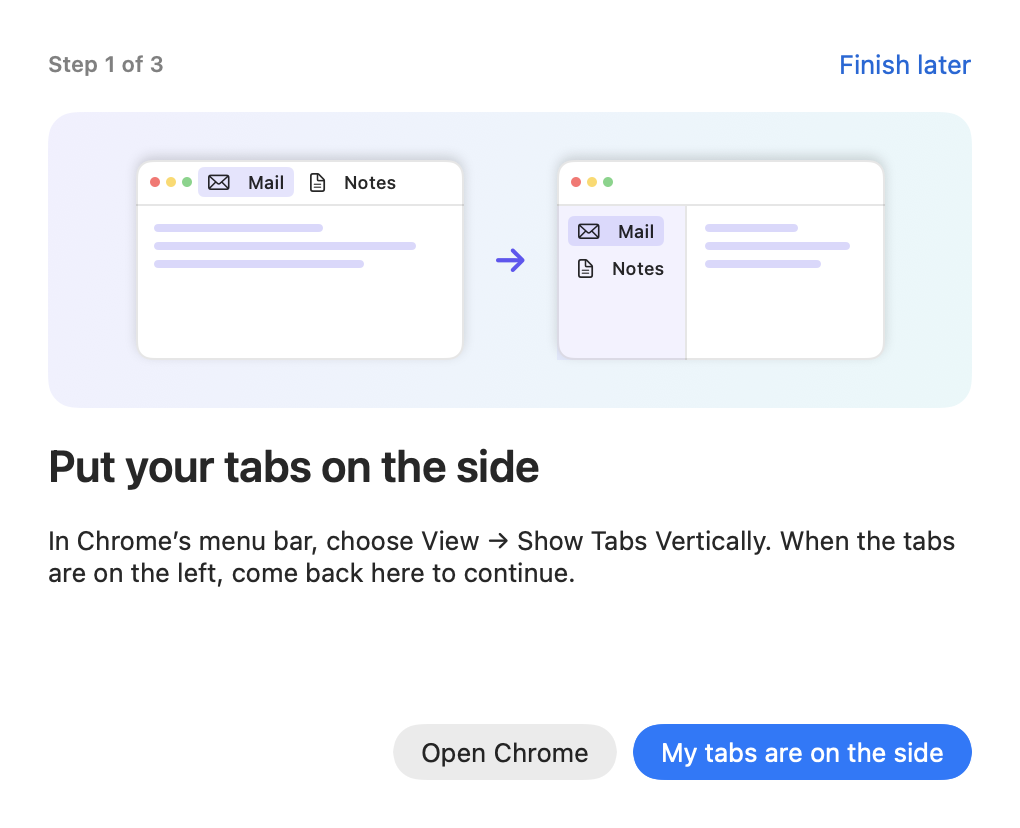 Step 1 of 3
Finish later
Mail
Notes
Mail
Notes
Put your tabs on the side
In Chrome’s menu bar, choose View → Show Tabs Vertically. When the tabs
are on the left, come back here to continue.
Open Chrome
My tabs are on the side